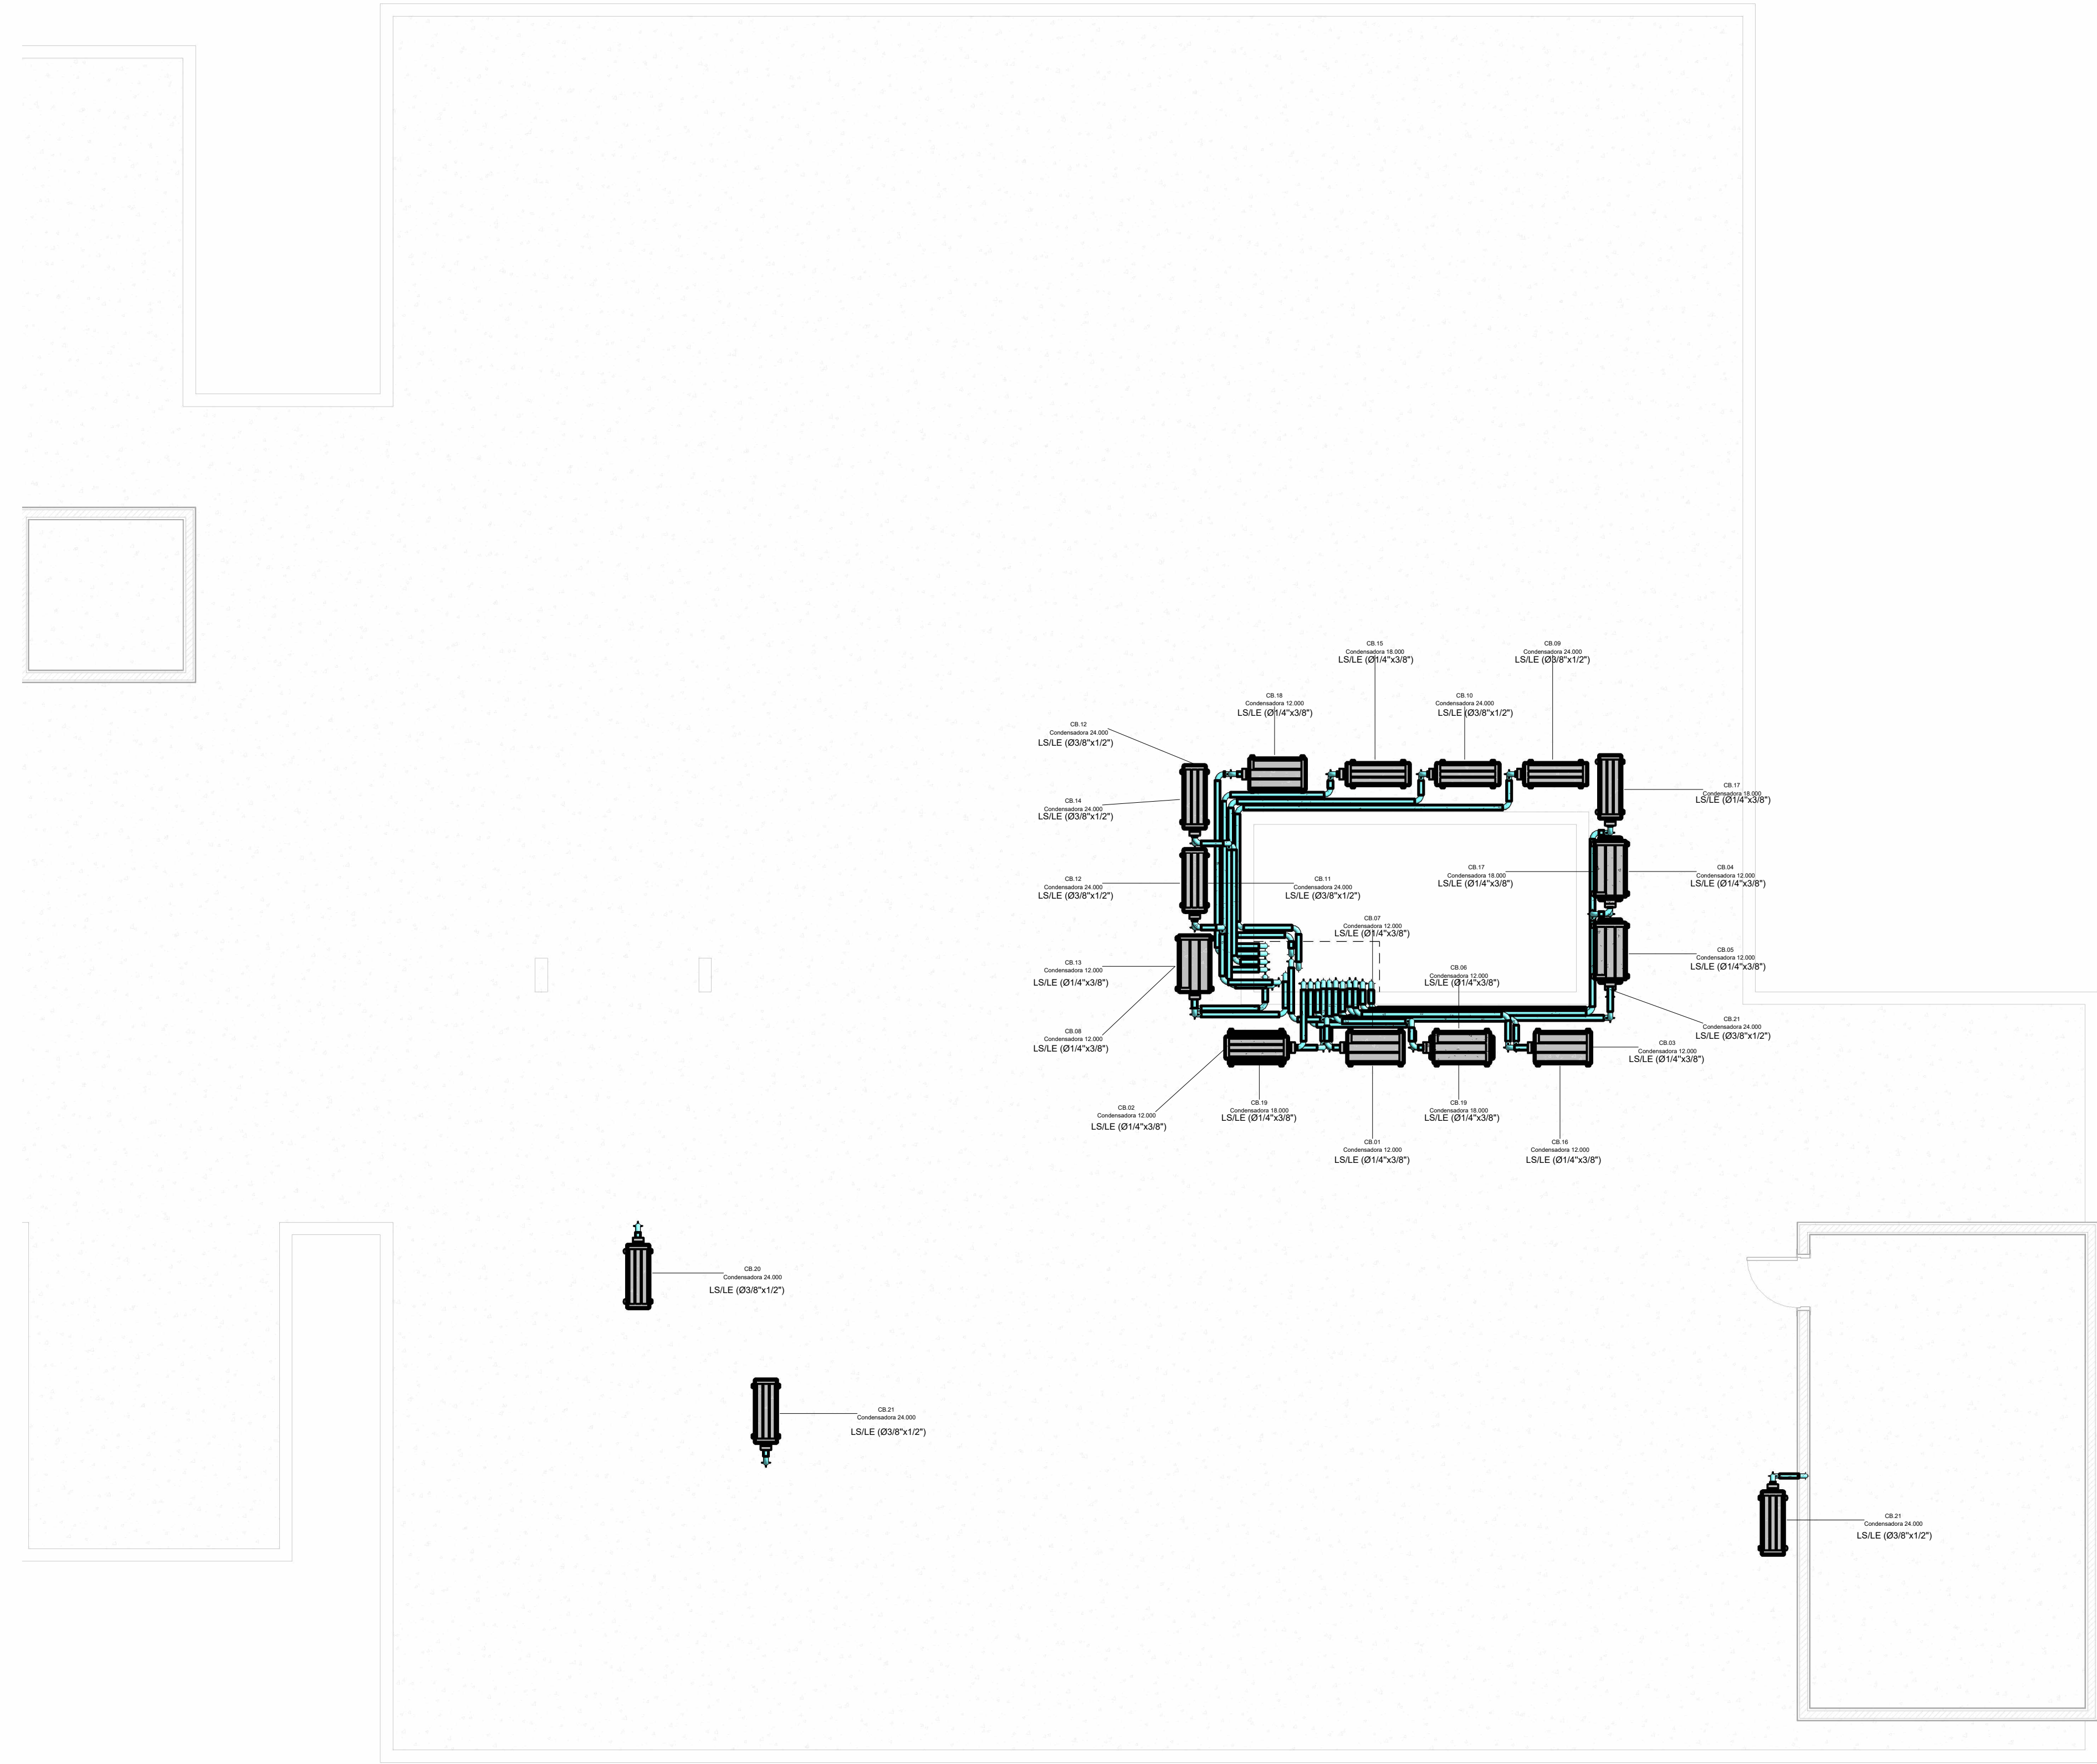 CB.15
Condensadora 18.000
LS/LE (Ø1/4"x3/8")
CB.09
Condensadora 24.000
LS/LE (Ø3/8"x1/2")
CB.18
Condensadora 12.000
LS/LE (Ø1/4"x3/8")
CB.10
Condensadora 24.000
LS/LE (Ø3/8"x1/2")
CB.12
Condensadora 24.000
LS/LE (Ø3/8"x1/2")
CB.17
Condensadora 18.000
LS/LE (Ø1/4"x3/8")
CB.14
Condensadora 24.000
LS/LE (Ø3/8"x1/2")
CB.17
Condensadora 18.000
LS/LE (Ø1/4"x3/8")
CB.04
Condensadora 12.000
LS/LE (Ø1/4"x3/8")
CB.12
Condensadora 24.000
LS/LE (Ø3/8"x1/2")
CB.11
Condensadora 24.000
LS/LE (Ø3/8"x1/2")
CB.07
Condensadora 12.000
LS/LE (Ø1/4"x3/8")
CB.05
Condensadora 12.000
LS/LE (Ø1/4"x3/8")
CB.13
Condensadora 12.000
LS/LE (Ø1/4"x3/8")
CB.06
Condensadora 12.000
LS/LE (Ø1/4"x3/8")
CB.21
Condensadora 24.000
LS/LE (Ø3/8"x1/2")
CB.08
Condensadora 12.000
LS/LE (Ø1/4"x3/8")
CB.03
Condensadora 12.000
LS/LE (Ø1/4"x3/8")
CB.02
Condensadora 12.000
LS/LE (Ø1/4"x3/8")
CB.19
Condensadora 18.000
LS/LE (Ø1/4"x3/8")
CB.19
Condensadora 18.000
LS/LE (Ø1/4"x3/8")
CB.01
Condensadora 12.000
LS/LE (Ø1/4"x3/8")
CB.16
Condensadora 12.000
LS/LE (Ø1/4"x3/8")
CB.20
Condensadora 24.000
LS/LE (Ø3/8"x1/2")
CB.21
Condensadora 24.000
LS/LE (Ø3/8"x1/2")
CB.21
Condensadora 24.000
LS/LE (Ø3/8"x1/2")